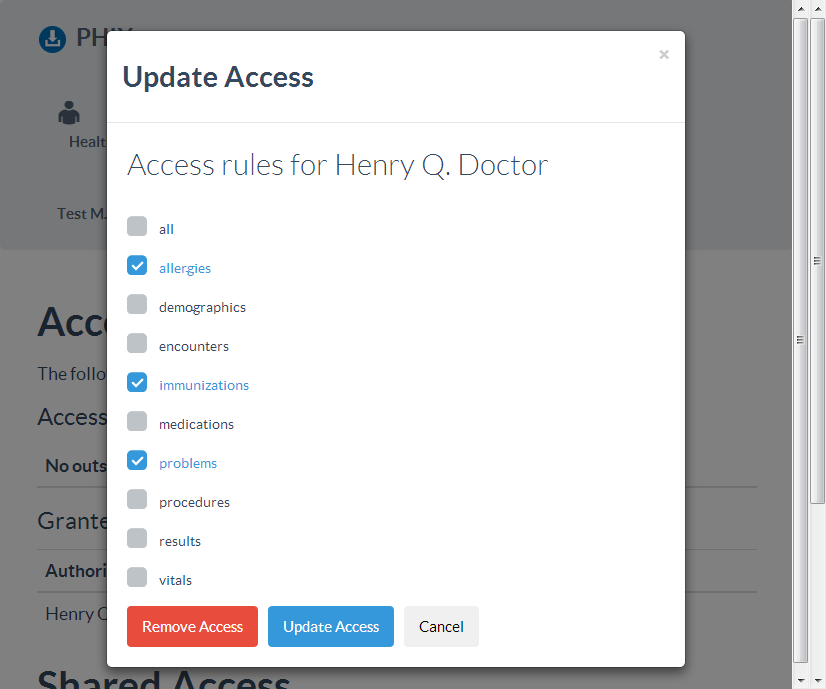 PHIX
Update Access
×
Healt
Test M.
Access rules for Henry Q. Doctor
all
allergies
demographics
encounters
immunizations
medications
problems
procedures
results
vitals
Remove Access
Update Access
Cancel
Acc
The follo
Access
No outs
Grante
Authori
Henry Q
Shared Access